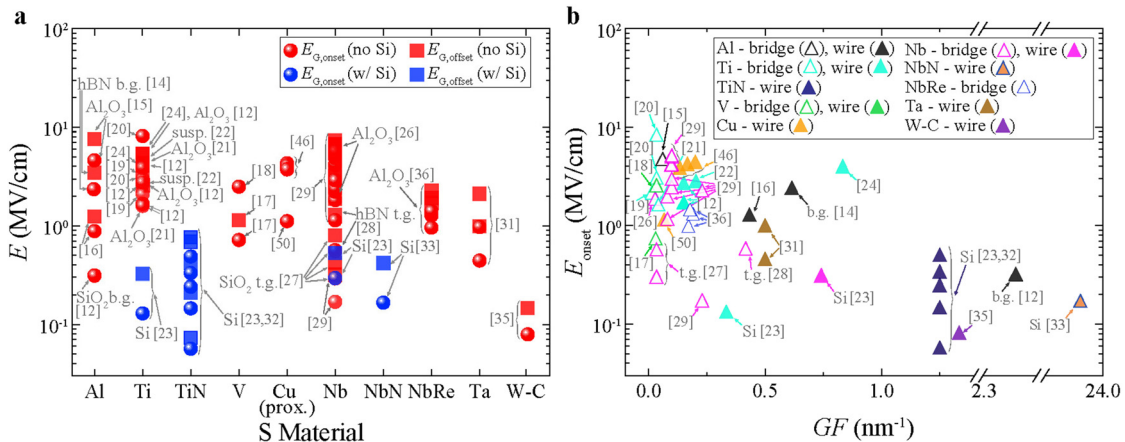 a
10²
10¹
10⁰
10⁻¹
E (MV/cm)
E_G,onset (no Si)
E_G,offset (no Si)
E_G,onset (w/ Si)
E_G,offset (w/ Si)
hBN b.g. [14]
Al₂O₃ [15]
[20]
[24], Al₂O₃ [12]
susp. [22]
Al₂O₃ [21]
[24]
[12]
[19]
[20]
susp. [22]
[12]
Al₂O₃ [12]
[19]
[12]
Al₂O₃ [21]
[16]
SiO₂ b.g.
[12]
Si [23]
Si [23,32]
[18]
[17]
[17]
[46]
[50]
Al₂O₃ [26]
[29]
hBN t.g.
[28]
Si [23]
SiO₂ t.g. [27]
[29]
Al₂O₃ [36]
Si [33]
[31]
[35]
Al
Ti
TiN
V
Cu
(prox.)
Nb
NbN
NbRe
Ta
W-C
S Material
b
10²
10¹
10⁰
10⁻¹
E_onset (MV/cm)
Al - bridge (△), wire (▲)
Ti - bridge (△), wire (▲)
TiN - wire (▲)
V - bridge (△), wire (▲)
Cu - wire (▲)
Nb - bridge (△), wire (▲)
NbN - wire (▲)
NbRe - bridge (△)
Ta - wire (▲)
W-C - wire (▲)
[20]
[15]
[29]
[20]
[21]
[46]
[18]
[22]
[29]
[24]
[19]
[12]
[16]
[26]
[36]
b.g. [14]
[50]
[31]
[17]
t.g. [27]
t.g. [28]
Si [23,32]
Si [23]
b.g. [12]
[29]
Si [23]
[35]
Si
[33]
0.0
0.5
1.0
2.3
24.0
GF (nm⁻¹)